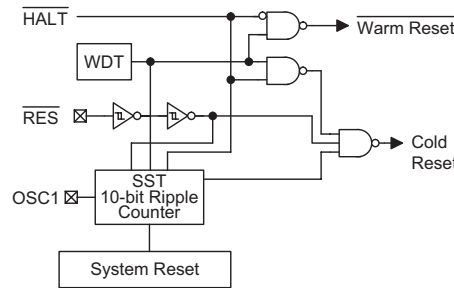 HALT
Warm Reset
WDT
RES
Cold
Reset
OSC1
SST
10-bit Ripple
Counter
System Reset